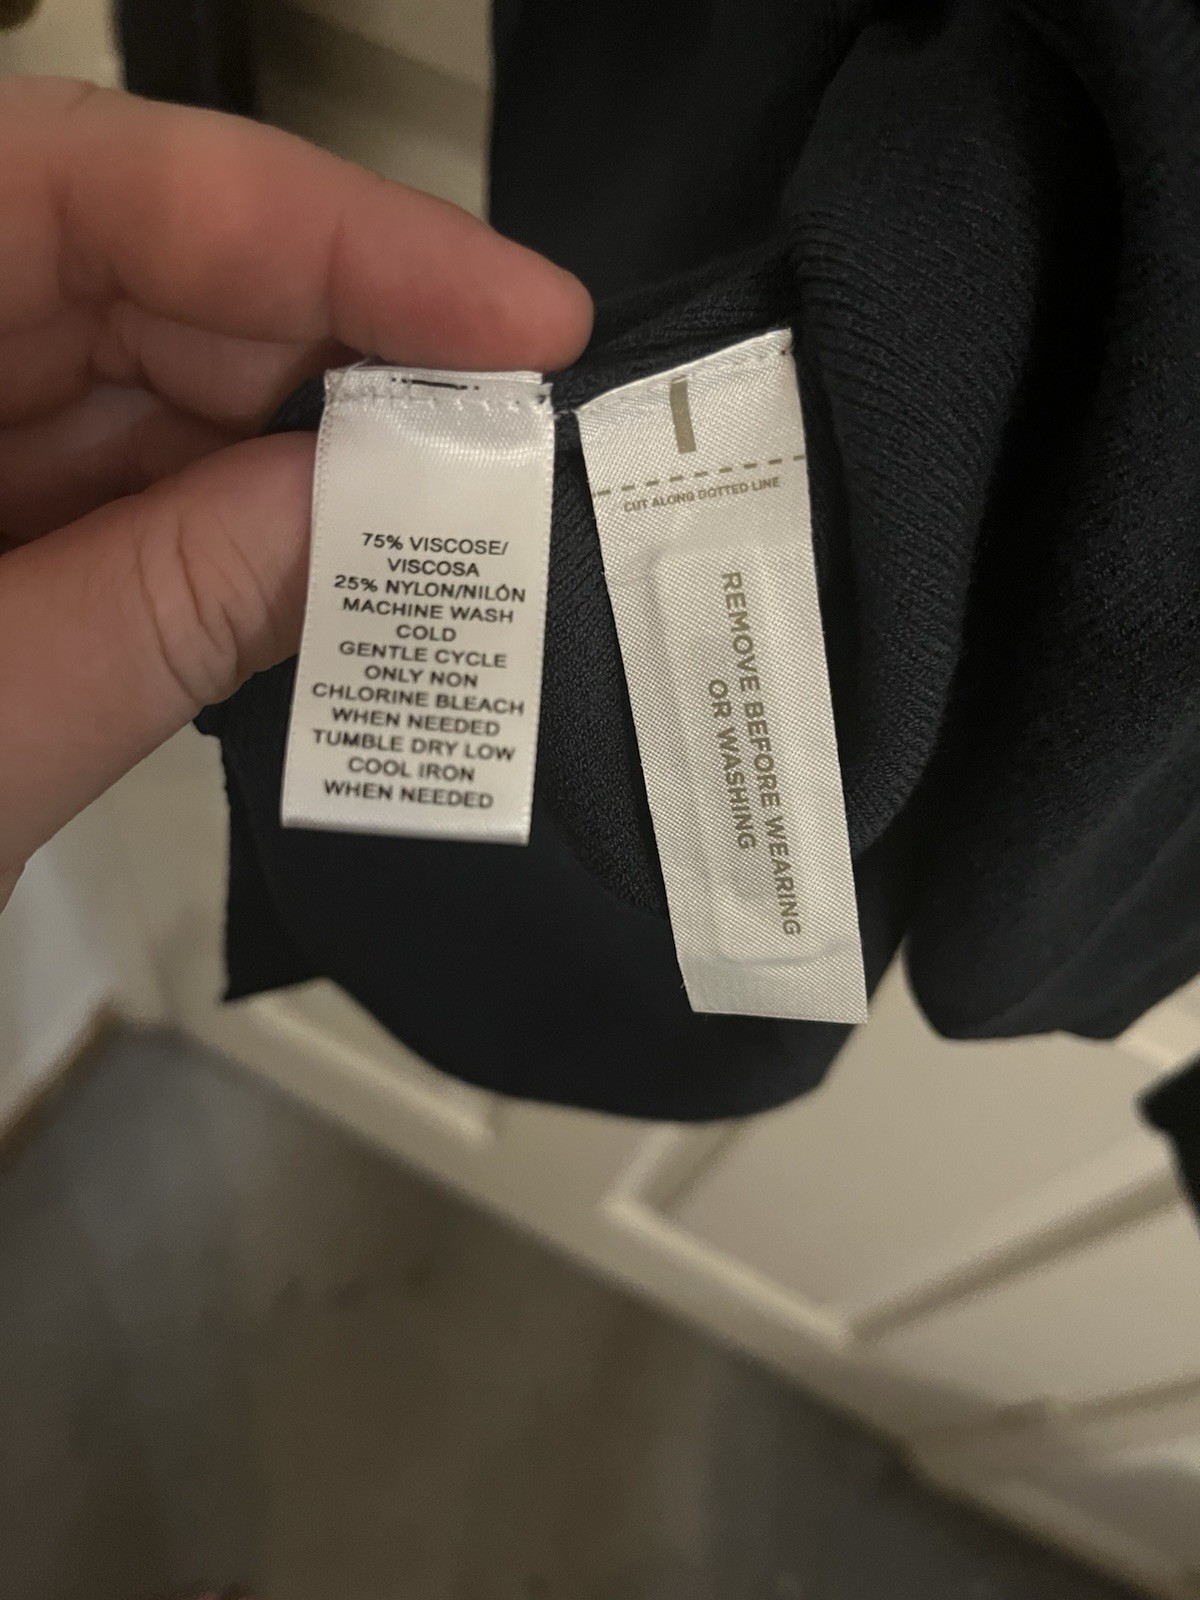 75% VISCOSE/
VISCOSA
25% NYLON/NILÓN
MACHINE WASH
COLD
GENTLE CYCLE
ONLY NON
CHLORINE BLEACH
WHEN NEEDED
TUMBLE DRY LOW
COOL IRON
WHEN NEEDED
CUT ALONG DOTTED LINE
REMOVE BEFORE WEARING
OR WASHING